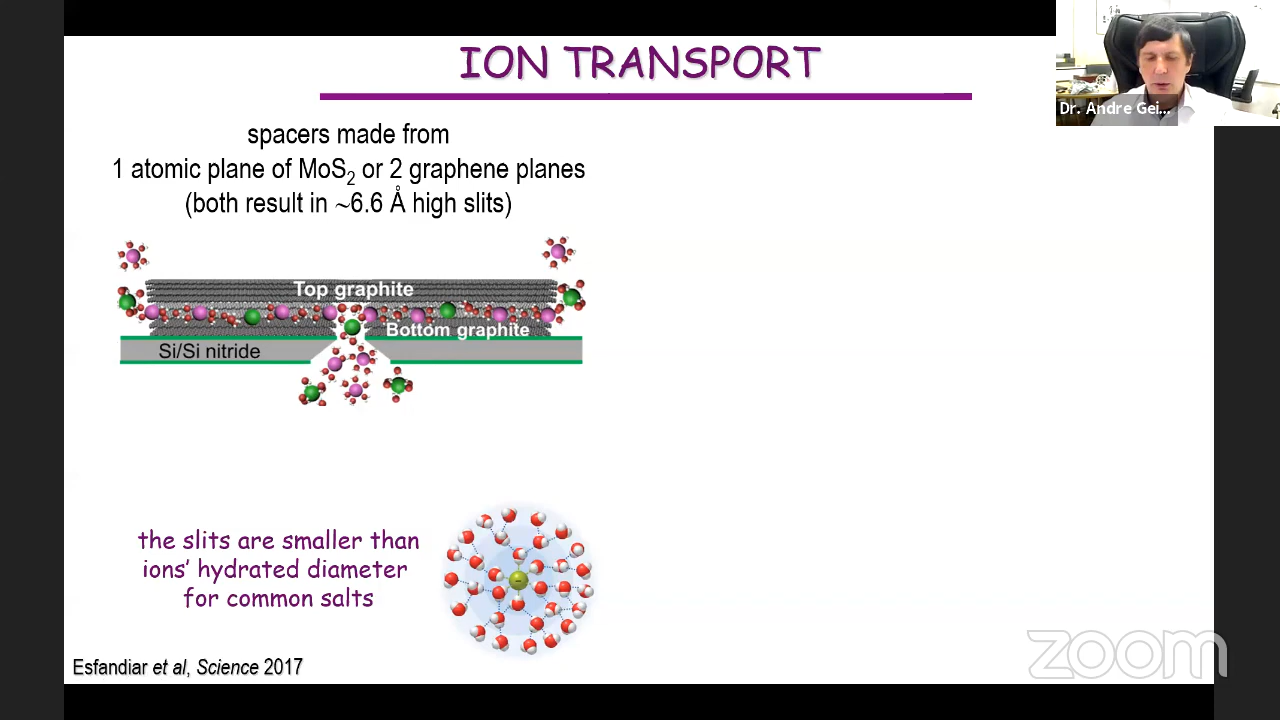 ION TRANSPORT
Dr. Andre Gei...
spacers made from
1 atomic plane of MoS₂ or 2 graphene planes
(both result in ~6.6 Å high slits)
Top graphite
Bottom graphite
Si/Si nitride
the slits are smaller than
ions' hydrated diameter
for common salts
Esfandiar et al, Science 2017
zoom